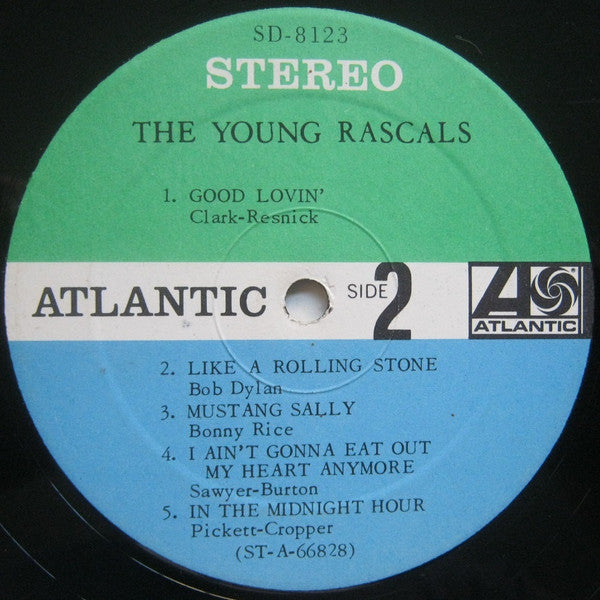 SD-8123
STEREO
THE YOUNG RASCALS
1. GOOD LOVIN'
Clark-Resnick
ATLANTIC SIDE 2
ATLANTIC
2. LIKE A ROLLING STONE
Bob Dylan
3. MUSTANG SALLY
Bonny Rice
4. I AIN'T GONNA EAT OUT
MY HEART ANYMORE
Sawyer-Burton
5. IN THE MIDNIGHT HOUR
Pickett-Cropper
(ST-A-66828)